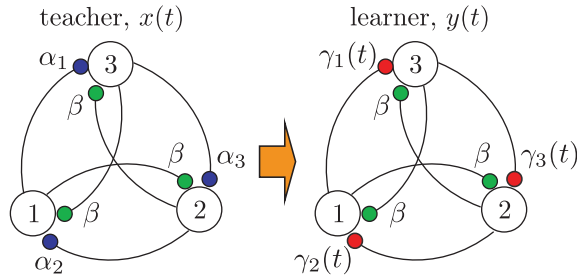 teacher, x(t)
learner, y(t)
α₁
3
β
β
α₃
1
β
2
α₂
γ₁(t)
3
β
β
γ₃(t)
1
β
2
γ₂(t)